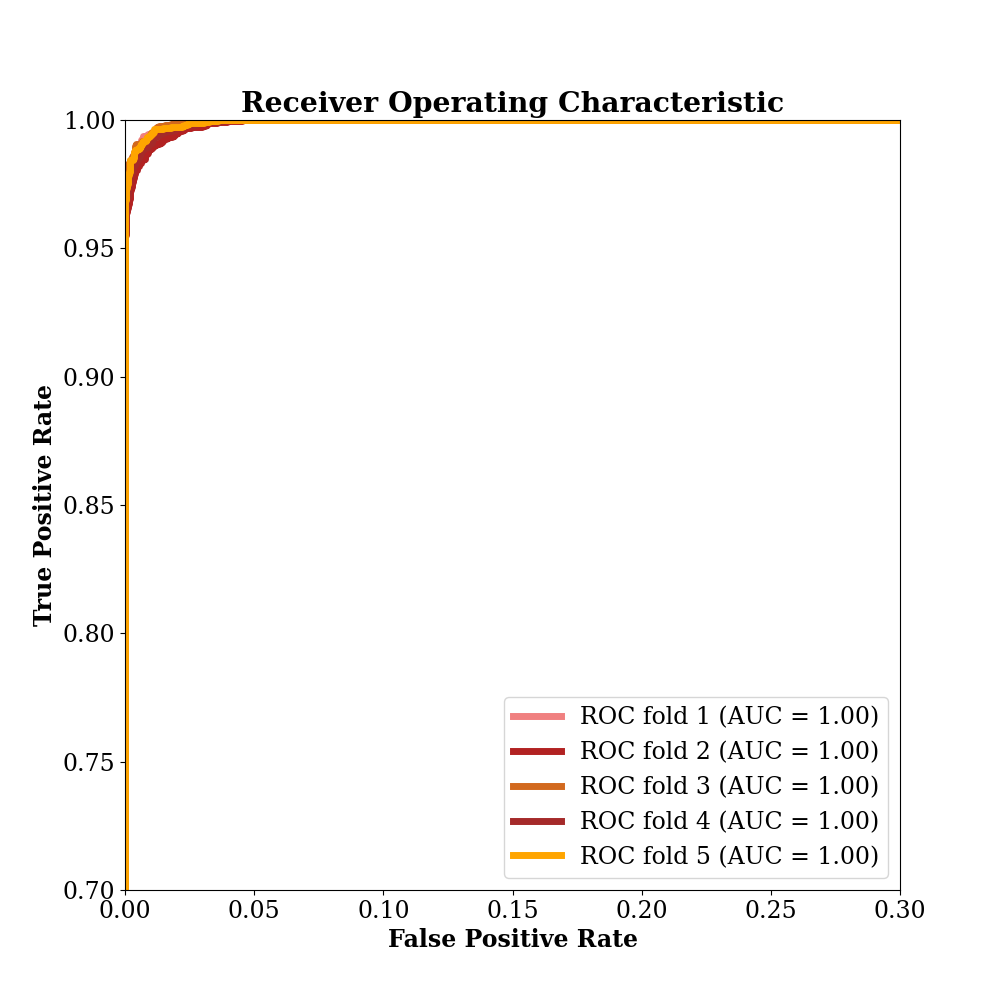 Receiver Operating Characteristic
1.00
0.95
0.90
0.85
0.80
0.75
0.70
True Positive Rate
ROC fold 1 (AUC = 1.00)
ROC fold 2 (AUC = 1.00)
ROC fold 3 (AUC = 1.00)
ROC fold 4 (AUC = 1.00)
ROC fold 5 (AUC = 1.00)
0.00 0.05 0.10 0.15 0.20 0.25 0.30
False Positive Rate